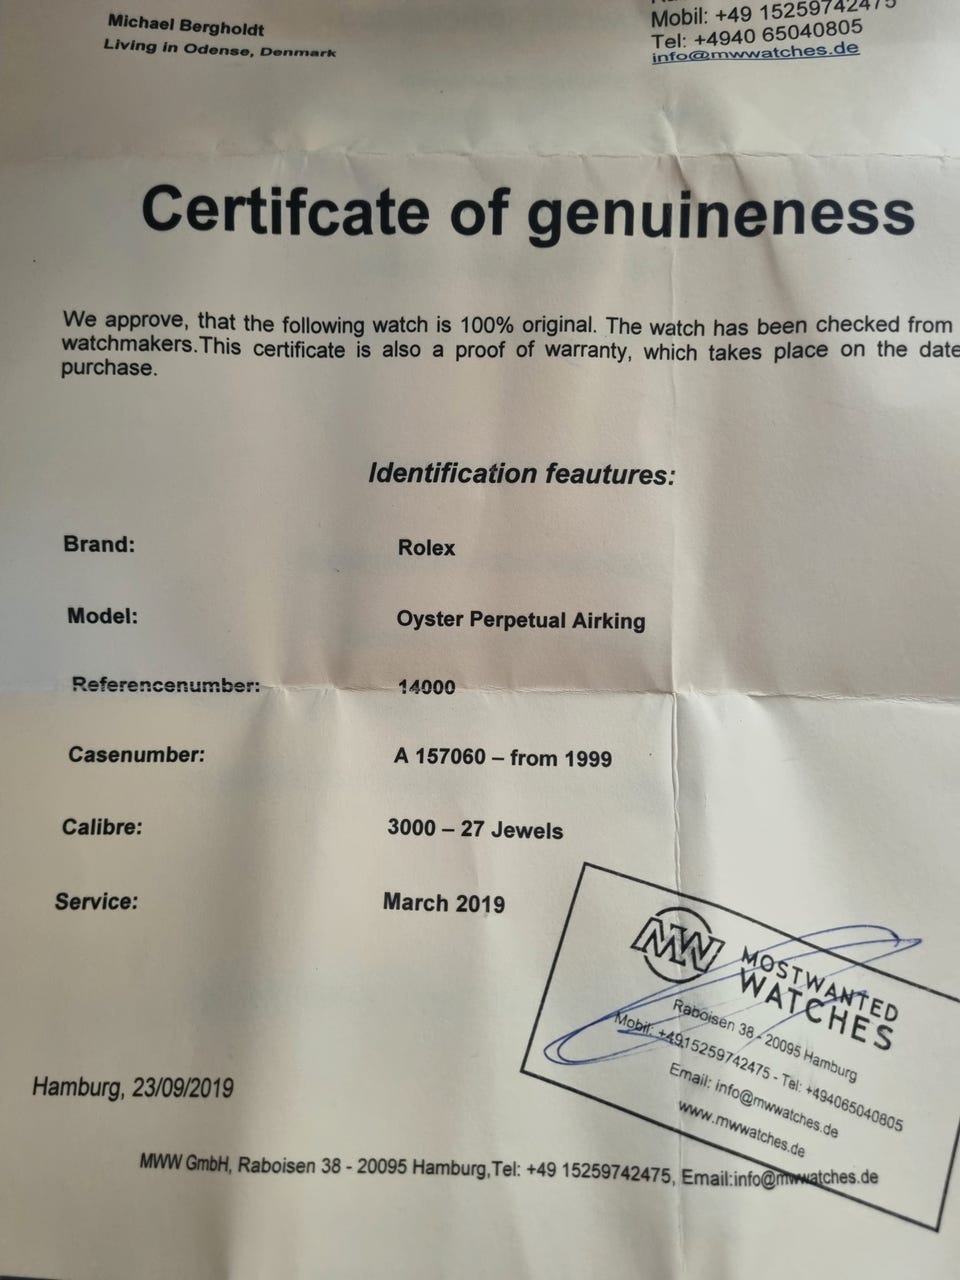 Michael Bergholdt
Living in Odense, Denmark
Mobil: +49 15259742475
Tel: +4940 65040805
info@mwwatches.de
Certifcate of genuineness
We approve, that the following watch is 100% original. The watch has been checked from
watchmakers.This certificate is also a proof of warranty, which takes place on the date
purchase.
Identification feautures:
Brand: Rolex
Model: Oyster Perpetual Airking
Referencenumber: 14000
Casenumber: A 157060 – from 1999
Calibre: 3000 – 27 Jewels
Service: March 2019
MW
MOSTWANTED
WATCHES
Raboisen 38 - 20095 Hamburg
Mobil: +4915259742475 - Tel: +494065040805
Email: info@mwwatches.de
www.mwwatches.de
Hamburg, 23/09/2019
MWW GmbH, Raboisen 38 - 20095 Hamburg,Tel: +49 15259742475, Email:info@mwwatches.de